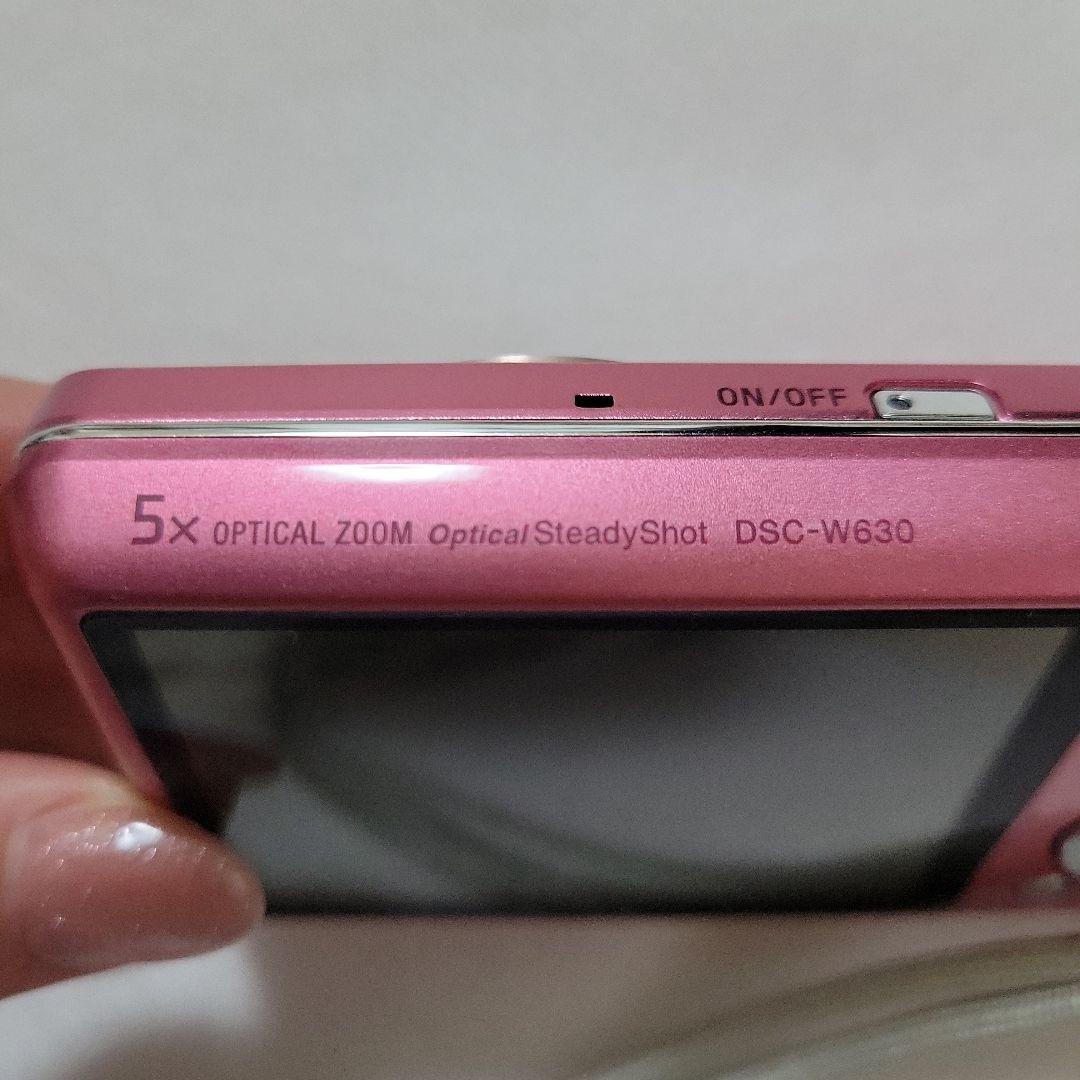 ON/OFF
5x OPTICAL ZOOM Optical SteadyShot DSC-W630